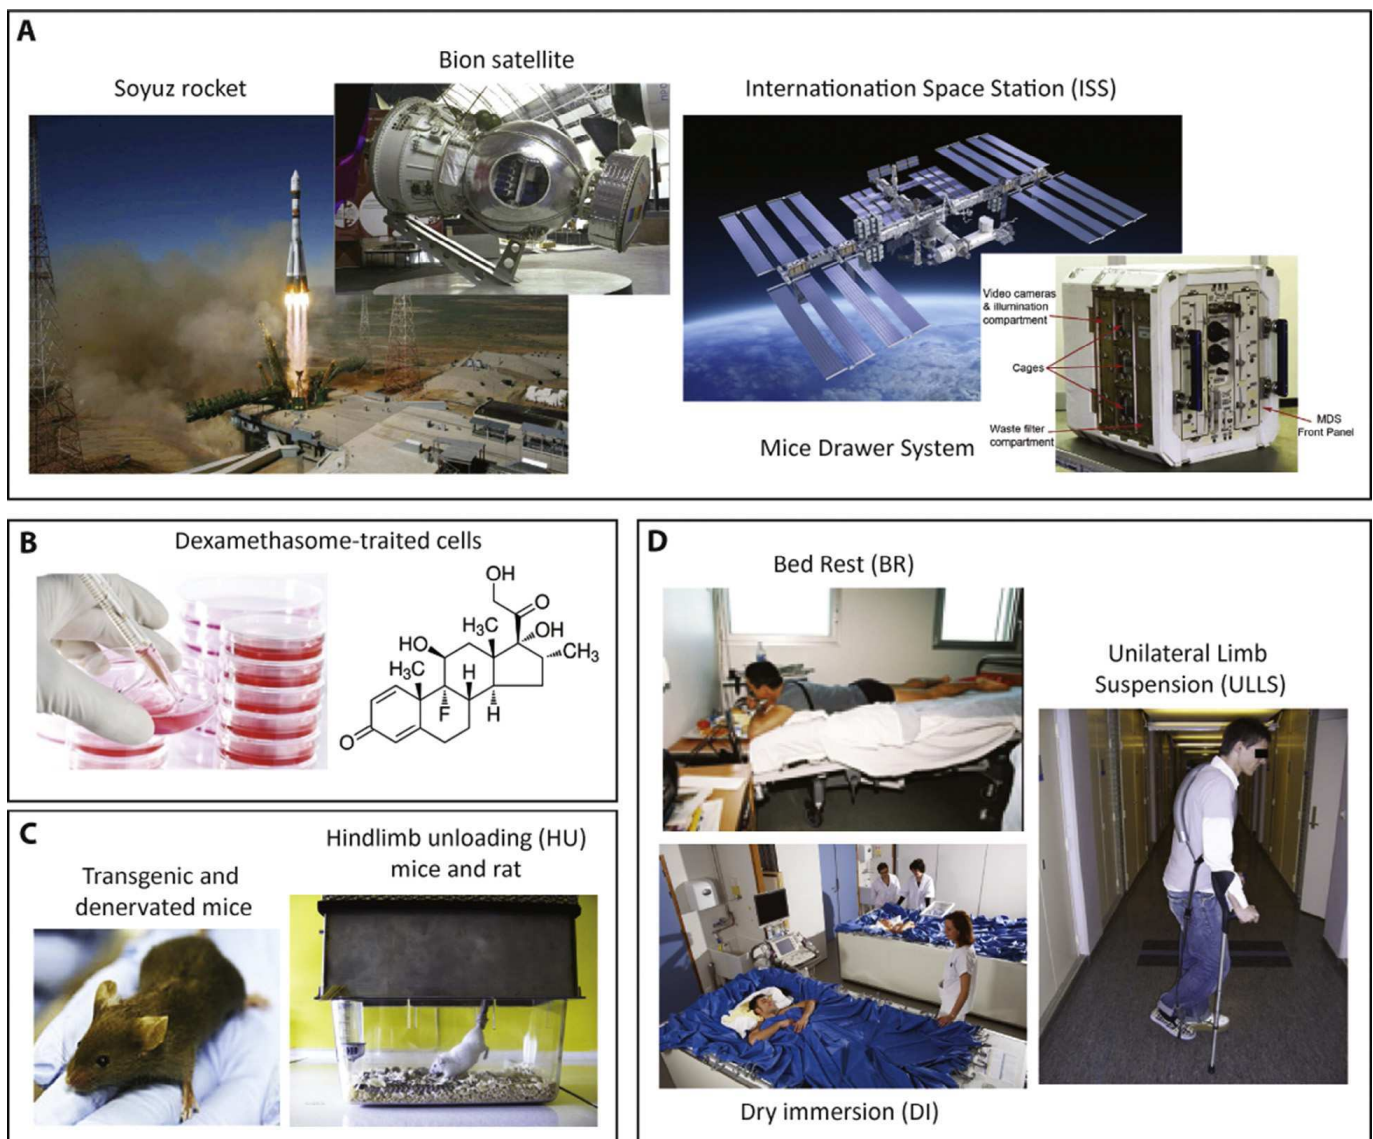 A
Soyuz rocket
Bion satellite
Internationation Space Station (ISS)
Video cameras
& illumination
compartment
Cages
Waste filter
compartment
MDS
Front Panel
Mice Drawer System
B
Dexamethasome-traited cells
OH
O
H₃C
OH
HO
CH₃
H₃C
H
F
H
O
C
Transgenic and
denervated mice
Hindlimb unloading (HU)
mice and rat
D
Bed Rest (BR)
Unilateral Limb
Suspension (ULLS)
Dry immersion (DI)